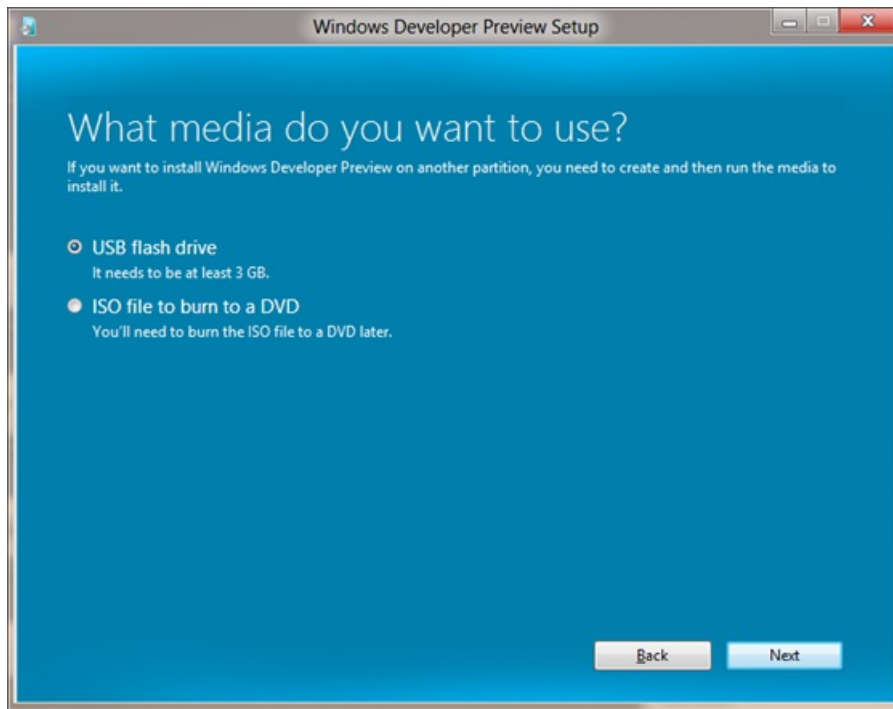 Windows Developer Preview Setup
What media do you want to use?
If you want to install Windows Developer Preview on another partition, you need to create and then run the media to
install it.
USB flash drive
It needs to be at least 3 GB.
ISO file to burn to a DVD
You'll need to burn the ISO file to a DVD later.
Back
Next